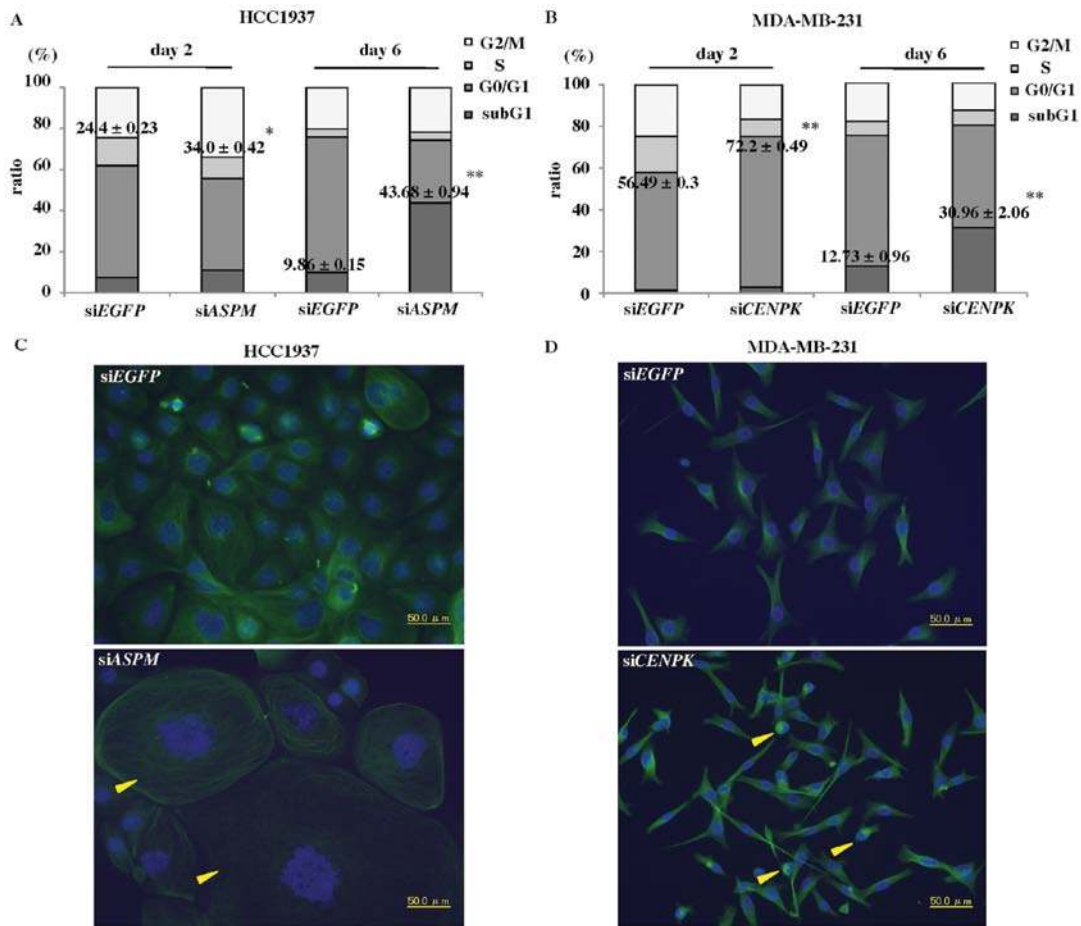 A
HCC1937
(%)
day 2
day 6
G2/M
S
G0/G1
subG1
ratio
100
80
60
40
20
0
24.4 ± 0.23
34.0 ± 0.42
*
9.86 ± 0.15
43.68 ± 0.94
**
siEGFP
siASPM
siEGFP
siASPM
B
MDA-MB-231
(%)
day 2
day 6
G2/M
S
G0/G1
subG1
ratio
100
80
60
40
20
0
56.49 ± 0.3
72.2 ± 0.49
**
12.73 ± 0.96
30.96 ± 2.06
**
siEGFP
siCENPK
siEGFP
siCENPK
C
HCC1937
siEGFP
50.0 μm
siASPM
50.0 μm
D
MDA-MB-231
siEGFP
50.0 μm
siCENPK
50.0 μm